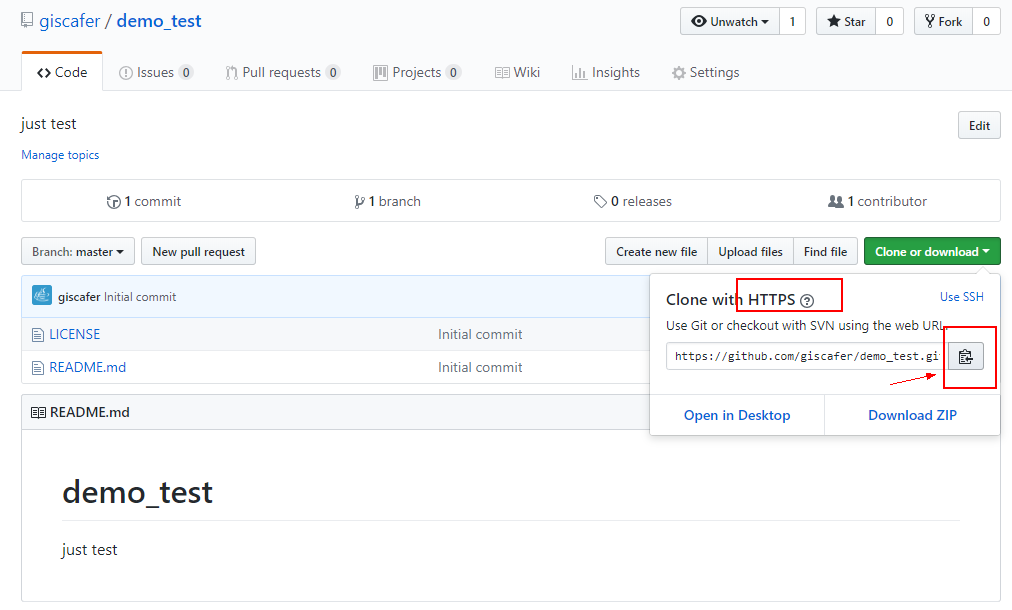 giscafer / demo_test
Unwatch 1 Star 0 Fork 0
Code Issues 0 Pull requests 0 Projects 0 Wiki Insights Settings
just test
Edit
Manage topics
1 commit 1 branch 0 releases 1 contributor
Branch: master New pull request Create new file Upload files Find file Clone or download
giscafer Initial commit
Clone with HTTPS ?
Use SSH
Use Git or checkout with SVN using the web URL.
https://github.com/giscafer/demo_test.gi
Open in Desktop Download ZIP
LICENSE Initial commit
README.md Initial commit
README.md
demo_test
just test